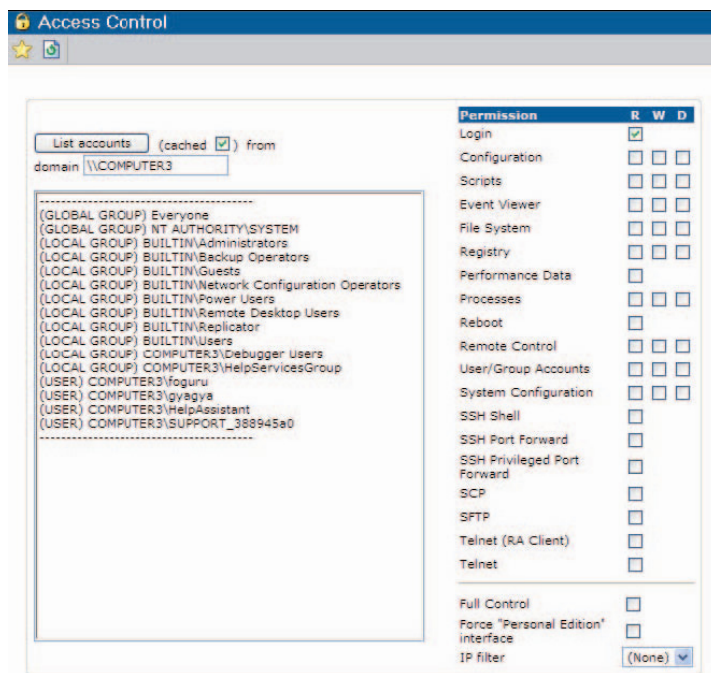 Access Control
List accounts (cached ) from
domain \\COMPUTER3
----------------------------------------
(GLOBAL GROUP) Everyone
(GLOBAL GROUP) NT AUTHORITY\SYSTEM
(LOCAL GROUP) BUILTIN\Administrators
(LOCAL GROUP) BUILTIN\Backup Operators
(LOCAL GROUP) BUILTIN\Guests
(LOCAL GROUP) BUILTIN\Network Configuration Operators
(LOCAL GROUP) BUILTIN\Power Users
(LOCAL GROUP) BUILTIN\Remote Desktop Users
(LOCAL GROUP) BUILTIN\Replicator
(LOCAL GROUP) BUILTIN\Users
(LOCAL GROUP) COMPUTER3\Debugger Users
(LOCAL GROUP) COMPUTER3\HelpServicesGroup
(USER) COMPUTER3\foguru
(USER) COMPUTER3\gyagya
(USER) COMPUTER3\HelpAssistant
(USER) COMPUTER3\SUPPORT_388945a0
----------------------------------------
Permission R W D
Login
Configuration
Scripts
Event Viewer
File System
Registry
Performance Data
Processes
Reboot
Remote Control
User/Group Accounts
System Configuration
SSH Shell
SSH Port Forward
SSH Privileged Port
Forward
SCP
SFTP
Telnet (RA Client)
Telnet
Full Control
Force "Personal Edition"
interface
IP filter (None)